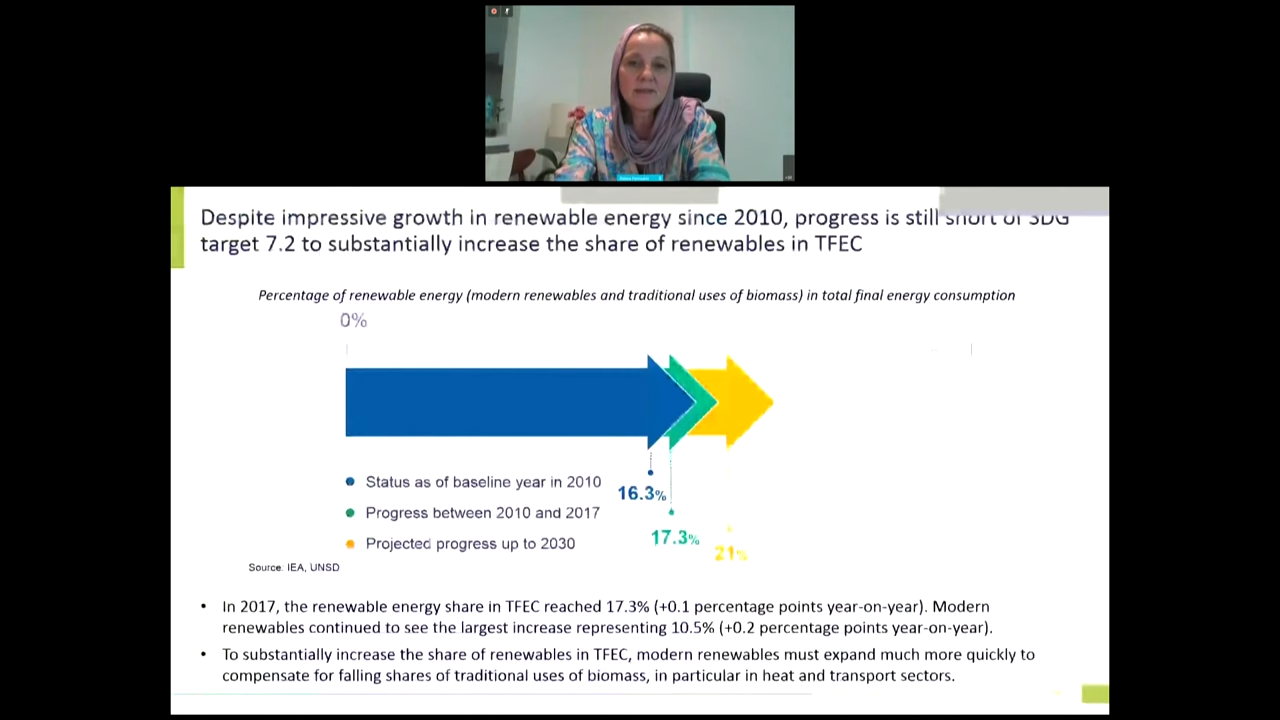 Despite impressive growth in renewable energy since 2010, progress is still short of SDG
target 7.2 to substantially increase the share of renewables in TFEC
Percentage of renewable energy (modern renewables and traditional uses of biomass) in total final energy consumption
0%
Status as of baseline year in 2010
16.3%
Progress between 2010 and 2017
17.3%
Projected progress up to 2030
21%
Source: IEA, UNSD
• In 2017, the renewable energy share in TFEC reached 17.3% (+0.1 percentage points year-on-year). Modern
renewables continued to see the largest increase representing 10.5% (+0.2 percentage points year-on-year).
• To substantially increase the share of renewables in TFEC, modern renewables must expand much more quickly to
compensate for falling shares of traditional uses of biomass, in particular in heat and transport sectors.